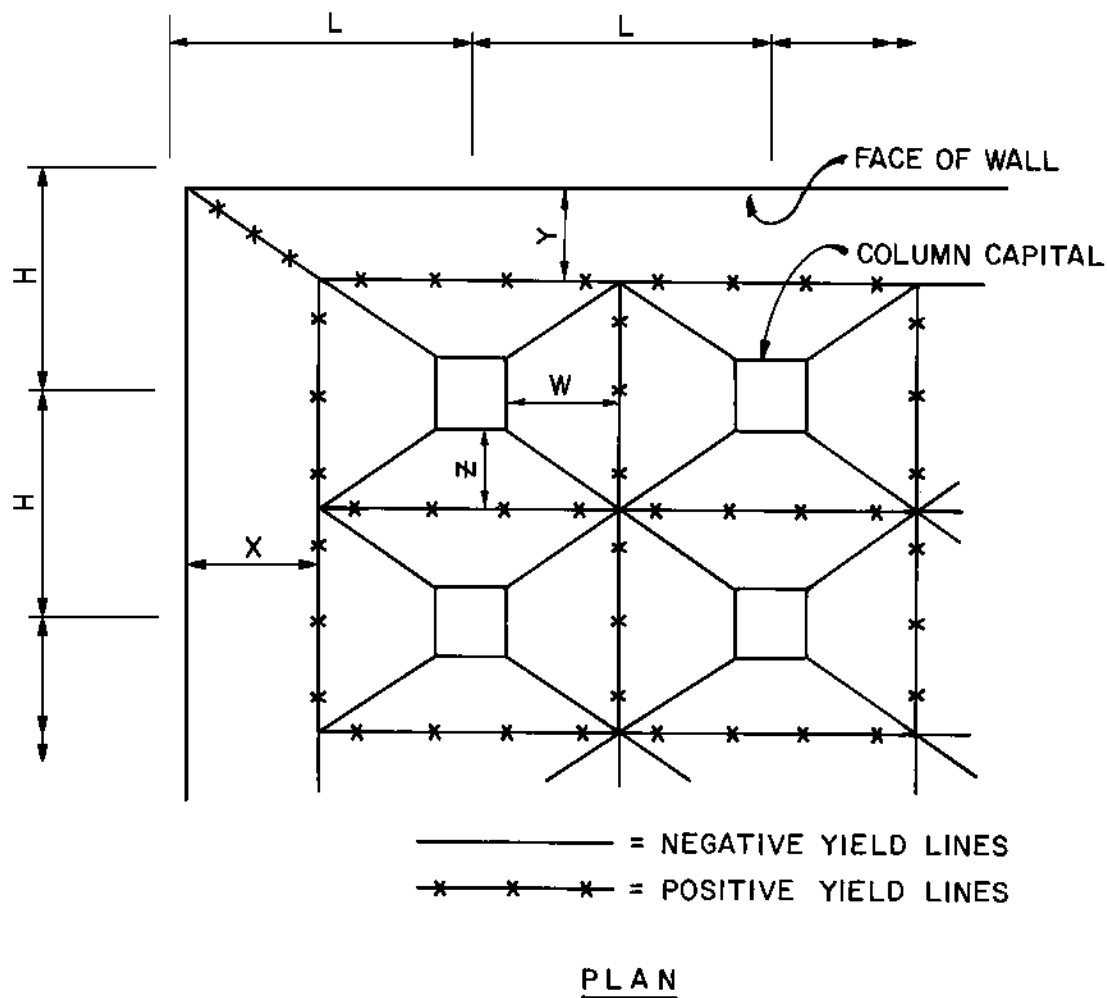 L
L
FACE OF WALL
H
Y
COLUMN CAPITAL
W
H
Z
X
= NEGATIVE YIELD LINES
= POSITIVE YIELD LINES
PLAN